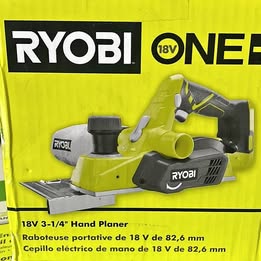 RYOBI 18V ONE+
RYOBI
18V 3-1/4" Hand Planer
Raboteuse portative de 18 V de 82,6 mm
Cepillo eléctrico de mano de 18 V de 82,6 mm